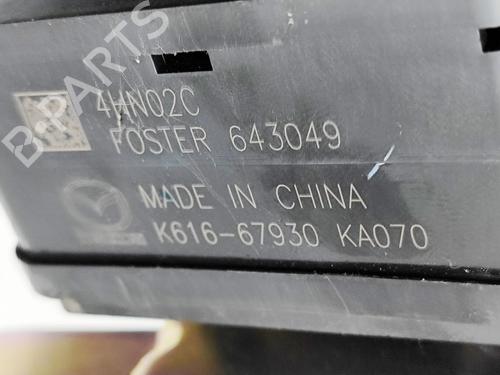 B-PARTS
4HN02C
FOSTER 643049
MADE IN CHINA
K616-67930 KA070